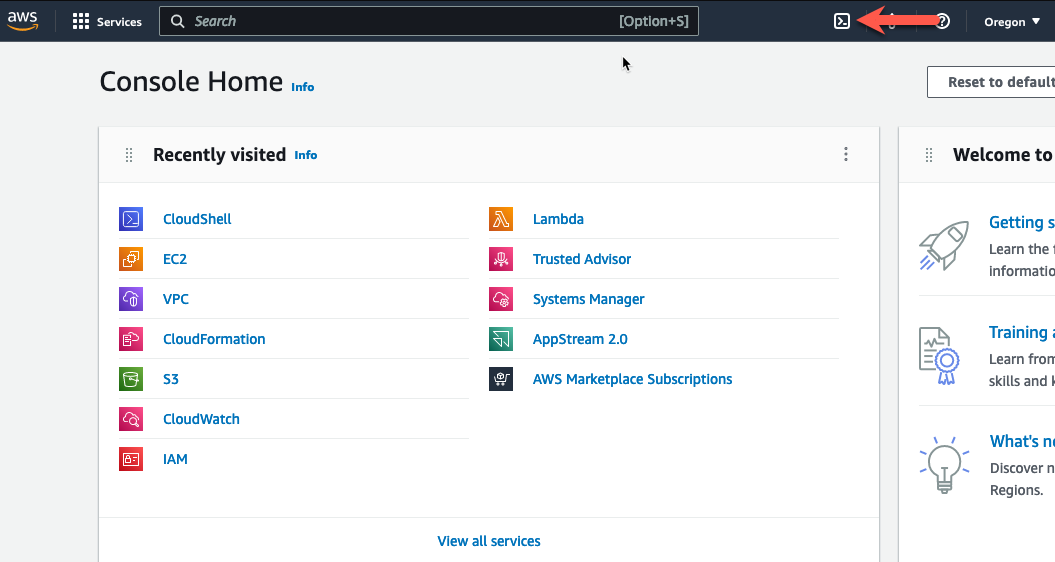 aws
Services
Search
[Option+S]
Oregon
Console Home
Info
Reset to default
Recently visited
Info
CloudShell
EC2
VPC
CloudFormation
S3
CloudWatch
IAM
Lambda
Trusted Advisor
Systems Manager
AppStream 2.0
AWS Marketplace Subscriptions
View all services
Welcome to
Getting s
Learn the f
informatio
Training a
Learn from
skills and k
What's ne
Discover n
Regions.